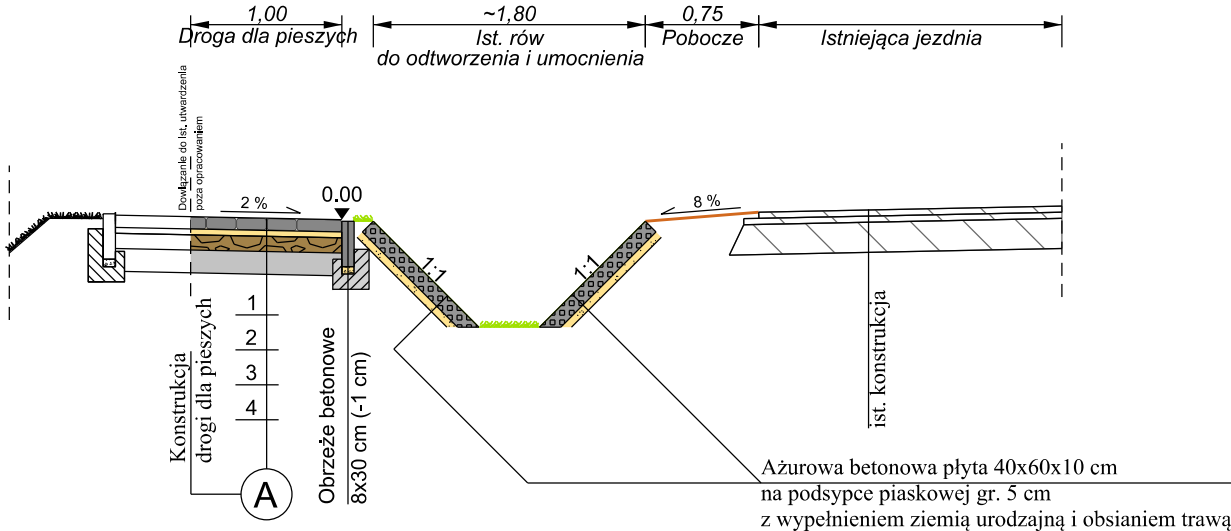 1,00
Droga dla pieszych
~1,80
Ist. rów
do odtworzenia i umocnienia
0,75
Pobocze
Istniejąca jezdnia
Dowiązanie do Ist. utwardzenia
poza opracowaniem
2 %
0.00
8 %
1:1
1:1
1
2
3
4
Konstrukcja
drogi dla pieszych
A
Obrzeże betonowe
8x30 cm (-1 cm)
ist. konstrukcja
Ażurowa betonowa płyta 40x60x10 cm
na podsypce piaskowej gr. 5 cm
z wypełnieniem ziemią urodzajną i obsianiem trawą